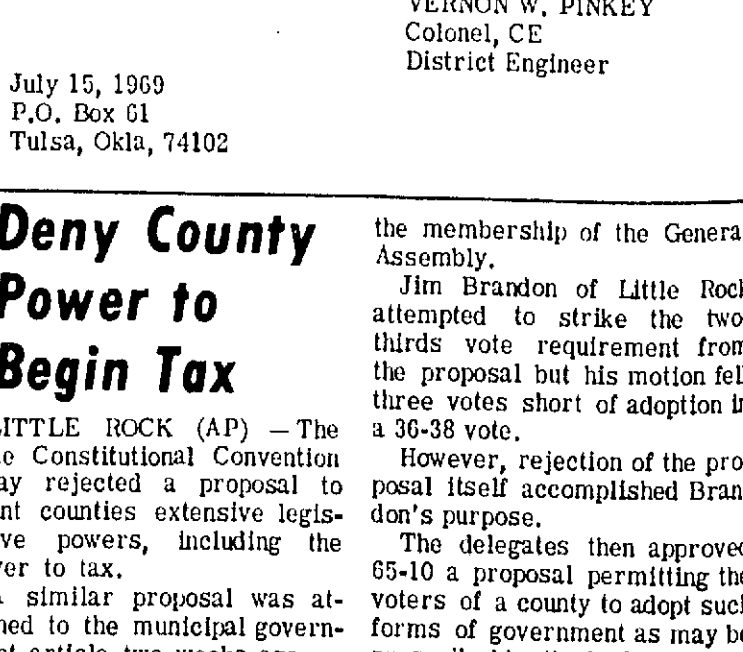 VERNON W. PINKEY
Colonel, CE
District Engineer
July 15, 1969
P.O. Box 61
Tulsa, Okla, 74102
Deny County
Power to
Begin Tax
LITTLE ROCK (AP) — The
Constitutional Convention
rejected a proposal to
counties extensive legis-
powers, including the
to tax.
similar proposal was at-
to the municipal govern-
article two weeks ago
the membership of the Genera
Assembly.
Jim Brandon of Little Rock
attempted to strike the two-
thirds vote requirement from
the proposal but his motion fell
three votes short of adoption in
a 36-38 vote.
However, rejection of the pro-
posal itself accomplished Bran-
don's purpose.
The delegates then approved
65-10 a proposal permitting the
voters of a county to adopt such
forms of government as may be